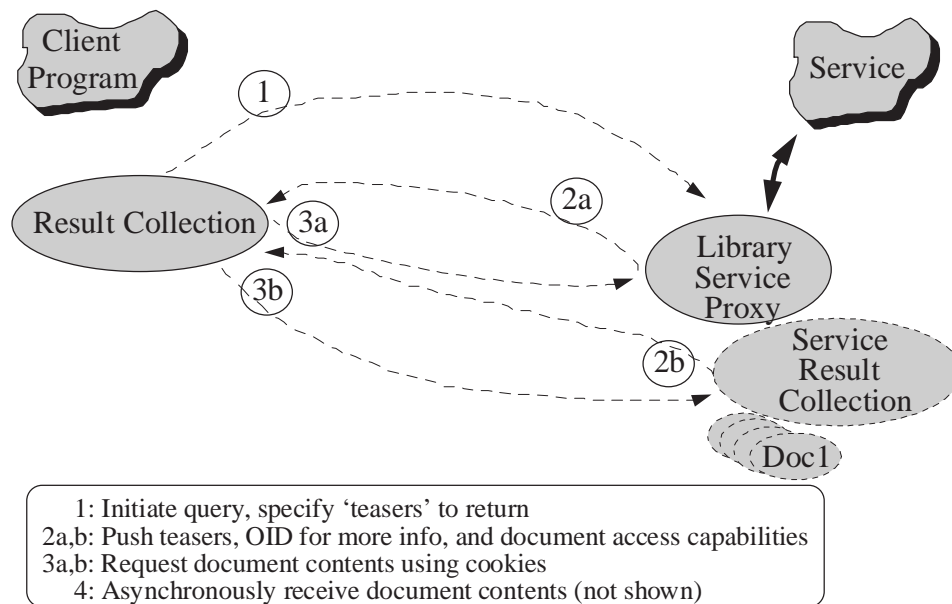 Client
Program
Service
1
2a
Result Collection
3a
Library
Service
Proxy
3b
2b
Service
Result
Collection
Doc1
1: Initiate query, specify ‘teasers’ to return
2a,b: Push teasers, OID for more info, and document access capabilities
3a,b: Request document contents using cookies
4: Asynchronously receive document contents (not shown)